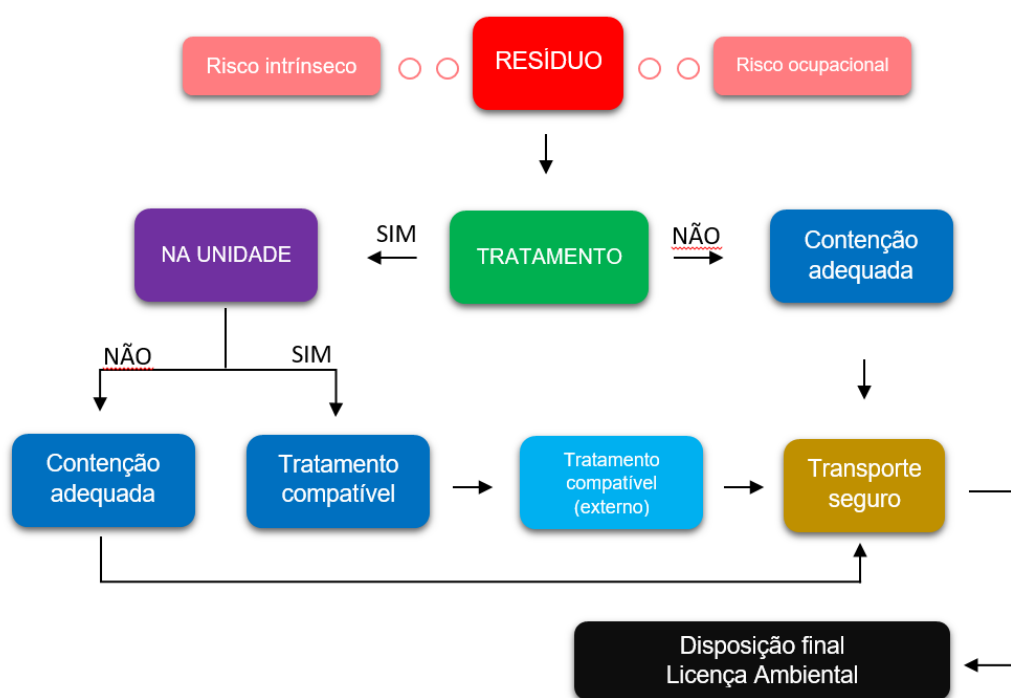 Risco intrínseco
RESÍDUO
Risco ocupacional
NA UNIDADE
SIM
TRATAMENTO
NÃO
Contenção
adequada
NÃO
SIM
Contenção
adequada
Tratamento
compatível
Tratamento
compatível
(externo)
Transporte
seguro
Disposição final
Licença Ambiental